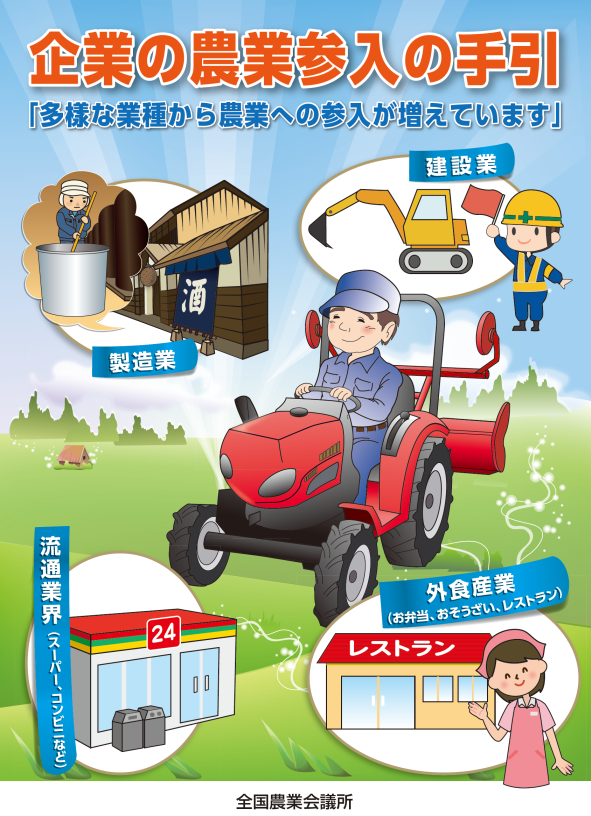 企業の農業参入の手引
「多様な業種から農業への参入が増えています」
建設業
酒
製造業
流通業界
(スーパー、コンビニなど)
24
外食産業
(お弁当、おそうざい、レストラン)
レストラン
全国農業会議所